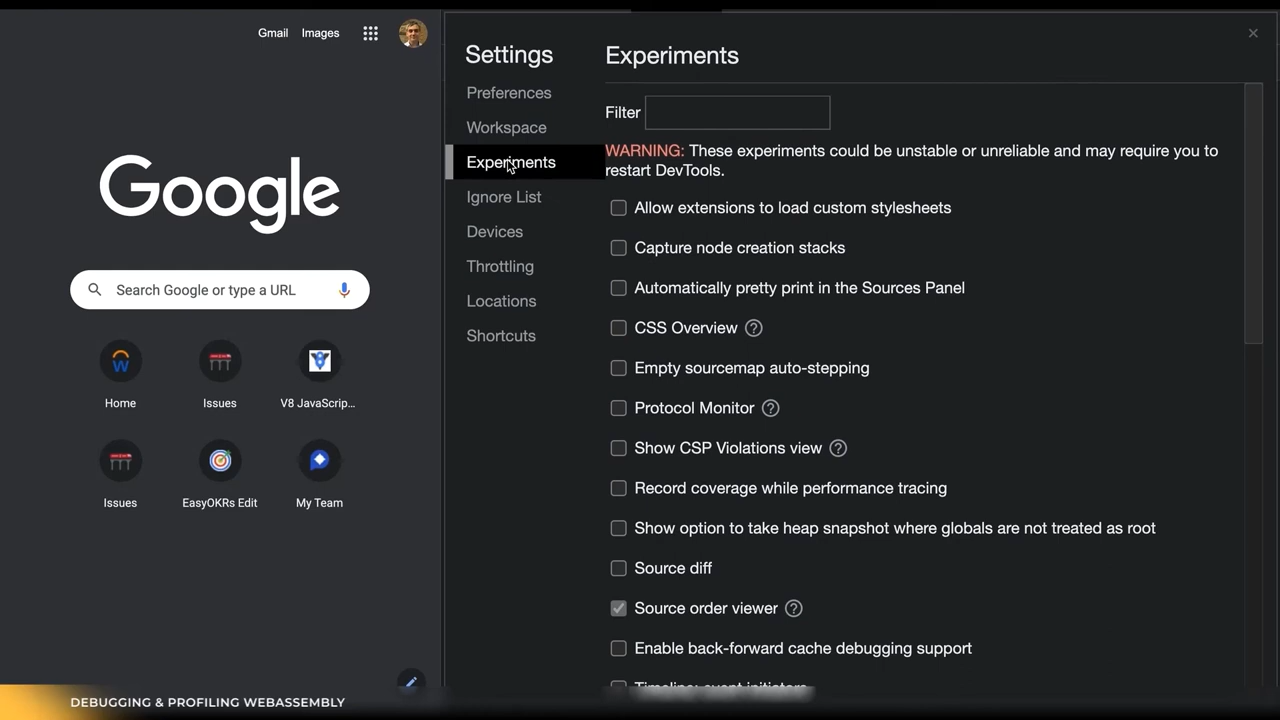 Gmail
Images
Google
Search Google or type a URL
W
Home
Issues
V8 JavaScrip...
Issues
EasyOKRs Edit
My Team
Settings
Preferences
Workspace
Experiments
Ignore List
Devices
Throttling
Locations
Shortcuts
Experiments
Filter
WARNING: These experiments could be unstable or unreliable and may require you to
restart DevTools.
Allow extensions to load custom stylesheets
Capture node creation stacks
Automatically pretty print in the Sources Panel
CSS Overview ?
Empty sourcemap auto-stepping
Protocol Monitor ?
Show CSP Violations view ?
Record coverage while performance tracing
Show option to take heap snapshot where globals are not treated as root
Source diff
Source order viewer ?
Enable back-forward cache debugging support
Timeline: event initiators
DEBUGGING & PROFILING WEBASSEMBLY